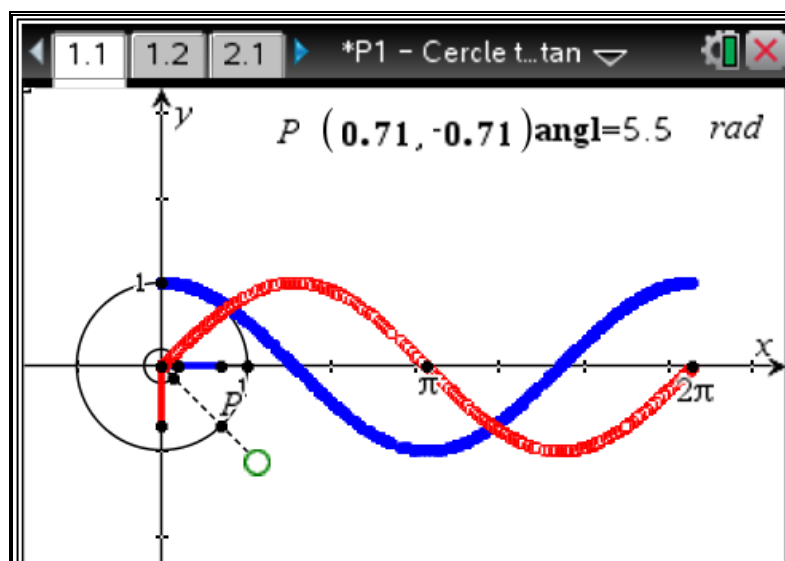 1.1 1.2 2.1 *P1 - Cercle t...tan
y
P (0.71, -0.71) angl=5.5 rad
1
x
P
1
π
2π